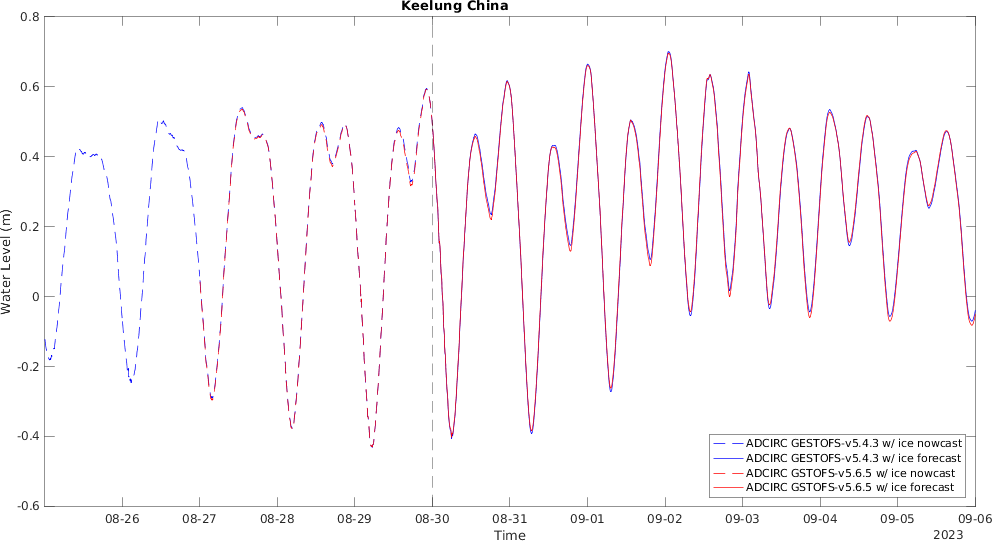 Keelung China
0.8
0.6
0.4
0.2
0
-0.2
-0.4
-0.6
Water Level (m)
08-26 08-27 08-28 08-29 08-30 08-31 09-01 09-02 09-03 09-04 09-05 09-06
Time
2023
ADCIRC GESTOFS-v5.4.3 w/ ice nowcast
ADCIRC GESTOFS-v5.4.3 w/ ice forecast
ADCIRC GSTOFS-v5.6.5 w/ ice nowcast
ADCIRC GSTOFS-v5.6.5 w/ ice forecast